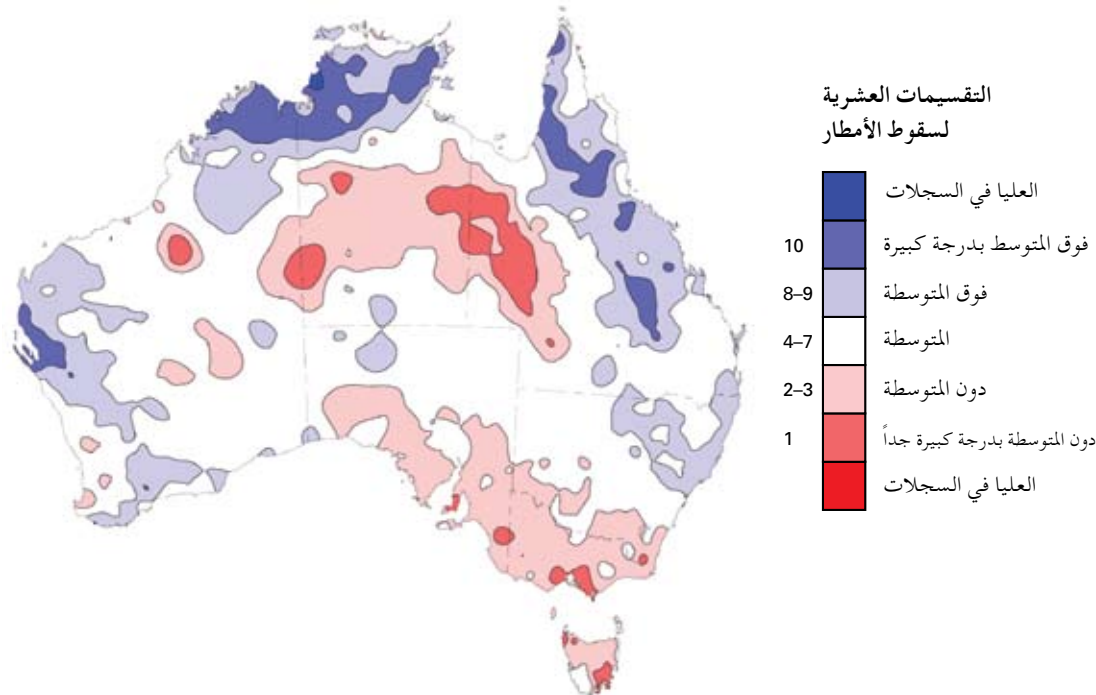 التقسيمات العشرية
لسقوط الأمطار
العليا في السجلات
10 فوق المتوسط بدرجة كبيرة
8–9 فوق المتوسطة
4–7 المتوسطة
2–3 دون المتوسطة
1 دون المتوسطة بدرجة كبيرة جداً
العليا في السجلات